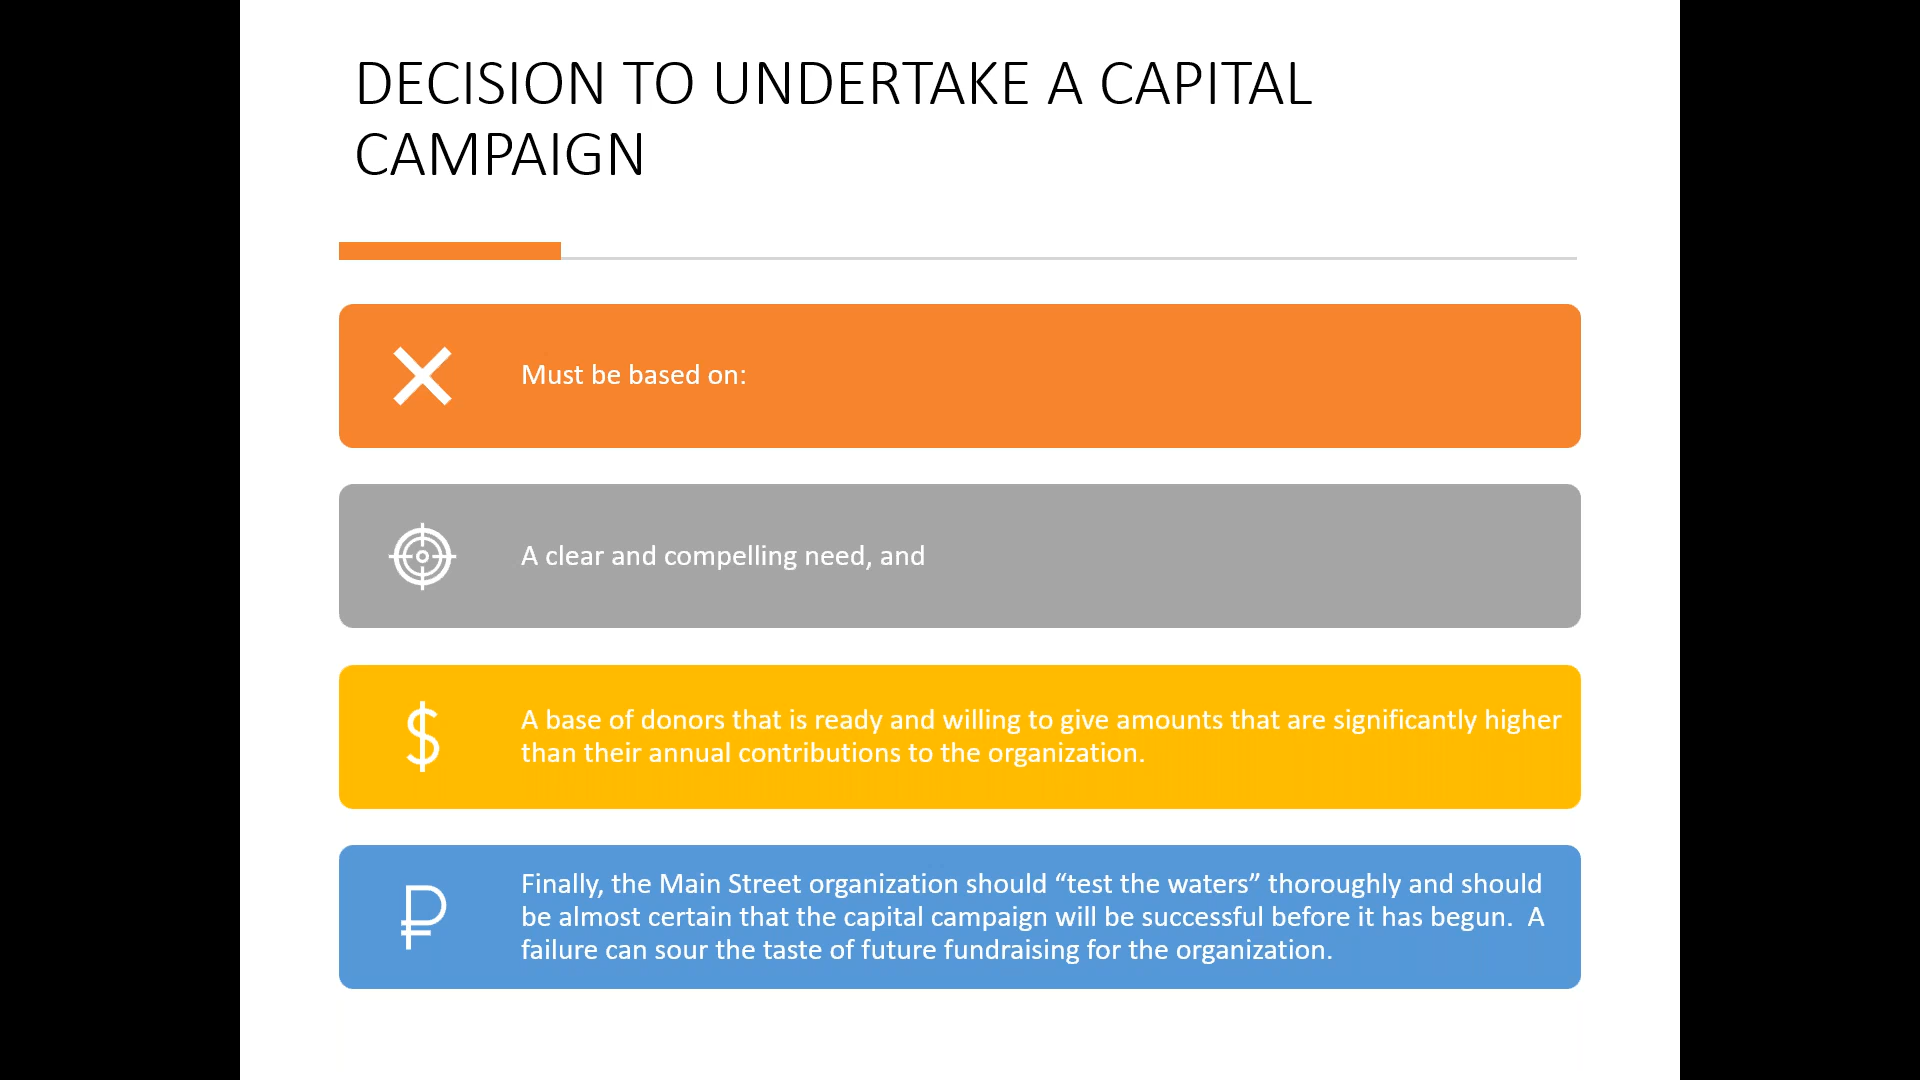 DECISION TO UNDERTAKE A CAPITAL
CAMPAIGN
Must be based on:
A clear and compelling need, and
A base of donors that is ready and willing to give amounts that are significantly higher
than their annual contributions to the organization.
Finally, the Main Street organization should “test the waters” thoroughly and should
be almost certain that the capital campaign will be successful before it has begun.  A
failure can sour the taste of future fundraising for the organization.